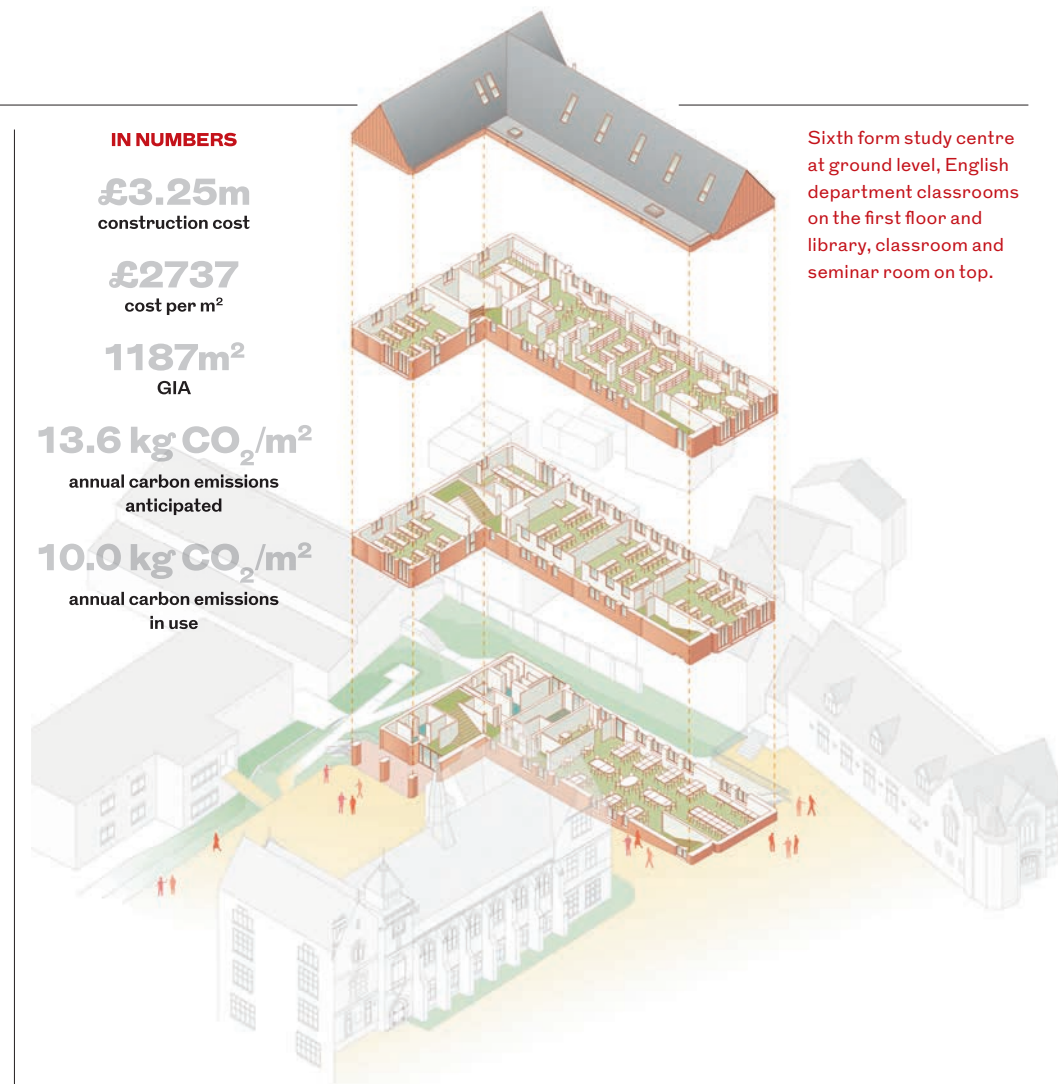 IN NUMBERS
£3.25m
construction cost
£2737
cost per m²
1187m²
GIA
13.6 kg CO₂/m²
annual carbon emissions
anticipated
10.0 kg CO₂/m²
annual carbon emissions
in use
Sixth form study centre
at ground level, English
department classrooms
on the first floor and
library, classroom and
seminar room on top.